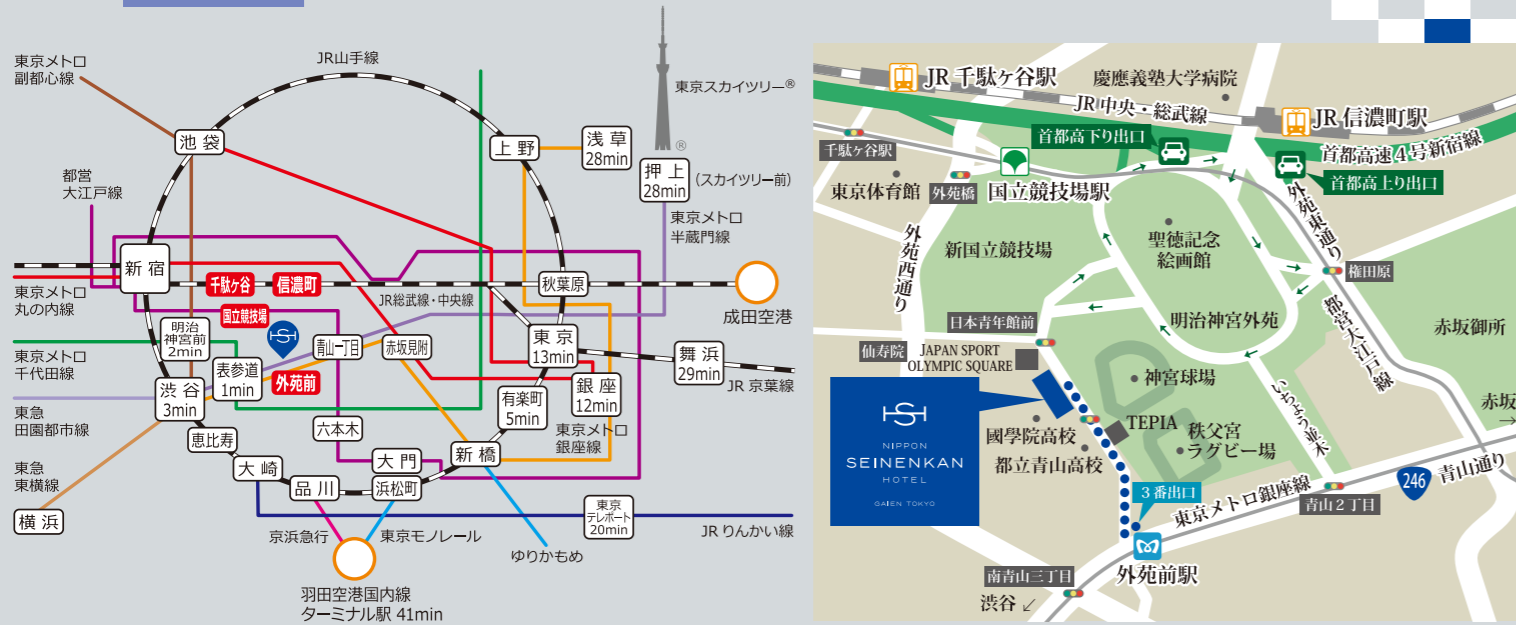 東京メトロ
副都心線
JR山手線
東京スカイツリー®
®
池袋
上野
浅草
28min
押上
28min
(スカイツリー前)
都営
大江戸線
東京メトロ
半蔵門線
新宿
千駄ヶ谷
信濃町
JR総武線・中央線
秋葉原
成田空港
東京メトロ
丸の内線
国立競技場
明治
神宮前
2min
青山一丁目
赤坂見附
東京
13min
舞浜
29min
JR 京葉線
東京メトロ
千代田線
表参道
1min
外苑前
渋谷
3min
有楽町
5min
銀座
12min
東京メトロ
銀座線
東急
田園都市線
恵比寿
六本木
新橋
東急
東横線
大崎
大門
品川
浜松町
横浜
東京
テレポート
20min
JR りんかい線
京浜急行
東京モノレール
ゆりかもめ
羽田空港国内線
ターミナル駅 41min
JR 千駄ヶ谷駅
慶應義塾大学病院
JR 中央・総武線
JR 信濃町駅
首都高下り出口
首都高速4号新宿線
千駄ヶ谷駅
首都高上り出口
東京体育館
外苑橋
国立競技場駅
外苑東通り
外苑西通り
新国立競技場
聖徳記念
絵画館
権田原
日本青年館前
明治神宮外苑
都営大江戸線
赤坂御所
仙寿院
JAPAN SPORT
OLYMPIC SQUARE
神宮球場
いちょう並木
赤坂
→
NIPPON
SEINENKAN
HOTEL
GAIEN TOKYO
國學院高校
TEPIA
秩父宮
ラグビー場
都立青山高校
3番出口
東京メトロ銀座線
246
青山通り
青山2丁目
外苑前駅
南青山三丁目
渋谷 ↙